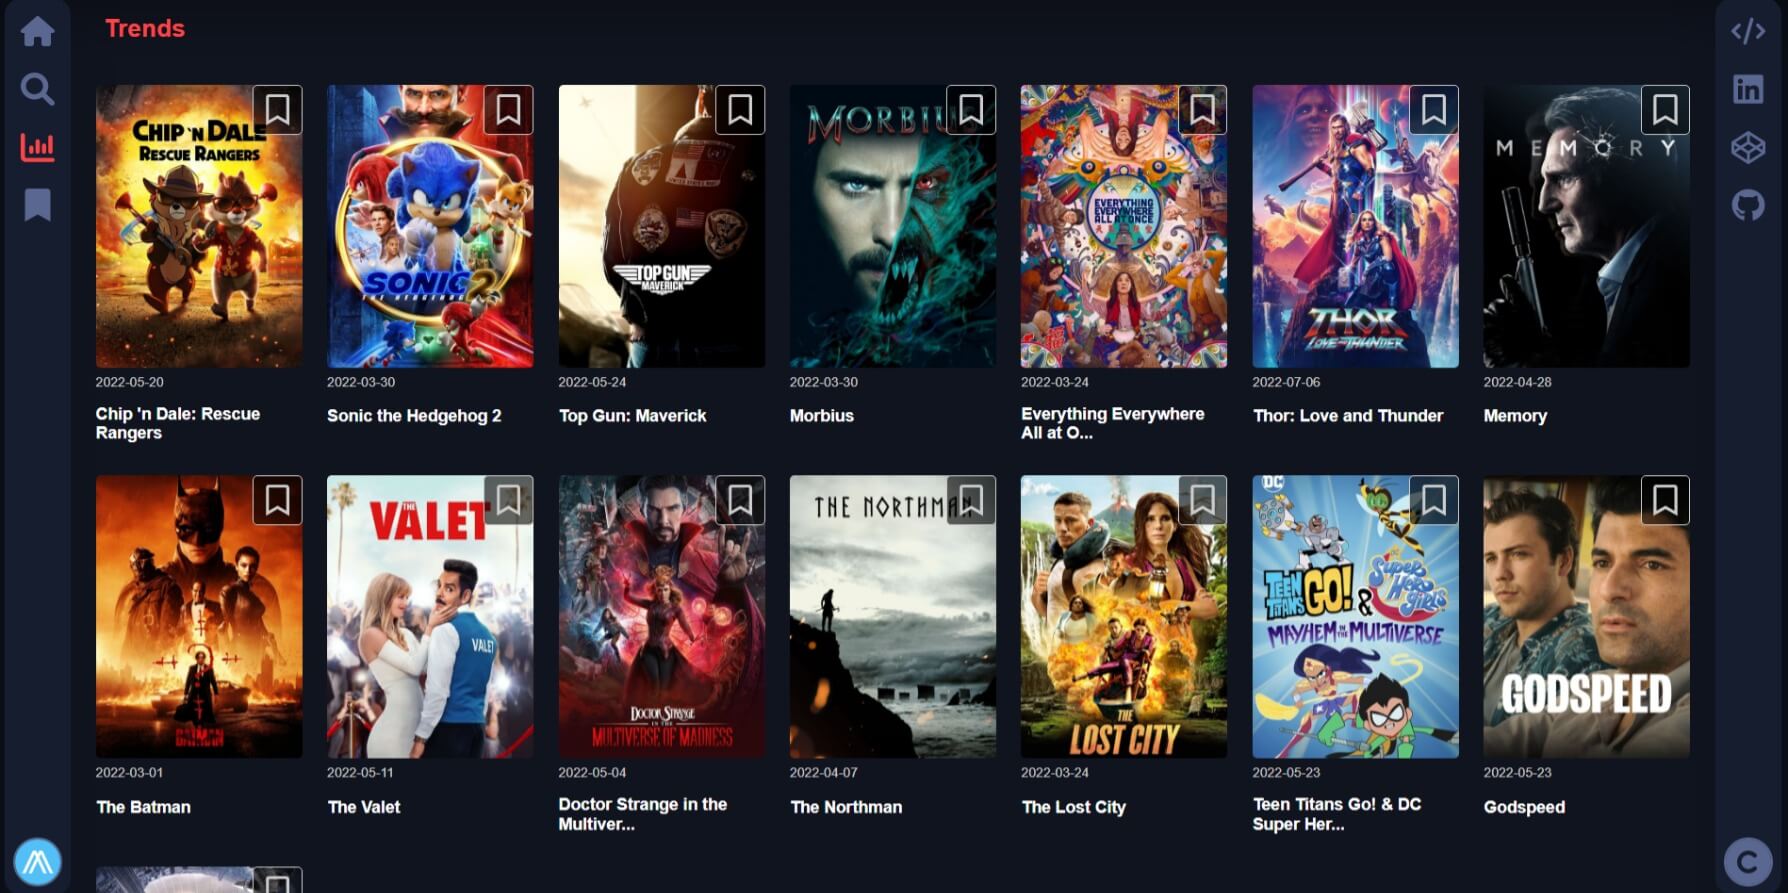 Trends
CHIP 'N DALE
RESCUE RANGERS
SONIC 2
THE HEDGEHOG
TOP GUN
MAVERICK
MORBIU
EVERYTHING
EVERYWHERE
ALL AT ONCE
THOR
LOVE AND THUNDER
MEMORY
2022-05-20
2022-03-30
2022-05-24
2022-03-30
2022-03-24
2022-07-06
2022-04-28
Chip 'n Dale: Rescue
Rangers
Sonic the Hedgehog 2
Top Gun: Maverick
Morbius
Everything Everywhere
All at O...
Thor: Love and Thunder
Memory
BATMAN
THE
VALET
VALET
DOCTOR STRANGE
IN THE
MULTIVERSE OF MADNESS
THE NORTHMAN
THE
LOST CITY
DC
TEEN
TITANS
GO!
&
DC
Super
Hero
girls
MAYHEM IN THE MULTIVERSE
GODSPEED
2022-03-01
2022-05-11
2022-05-04
2022-04-07
2022-03-24
2022-05-23
2022-05-23
The Batman
The Valet
Doctor Strange in the
Multiver...
The Northman
The Lost City
Teen Titans Go! & DC
Super Her...
Godspeed
in
C